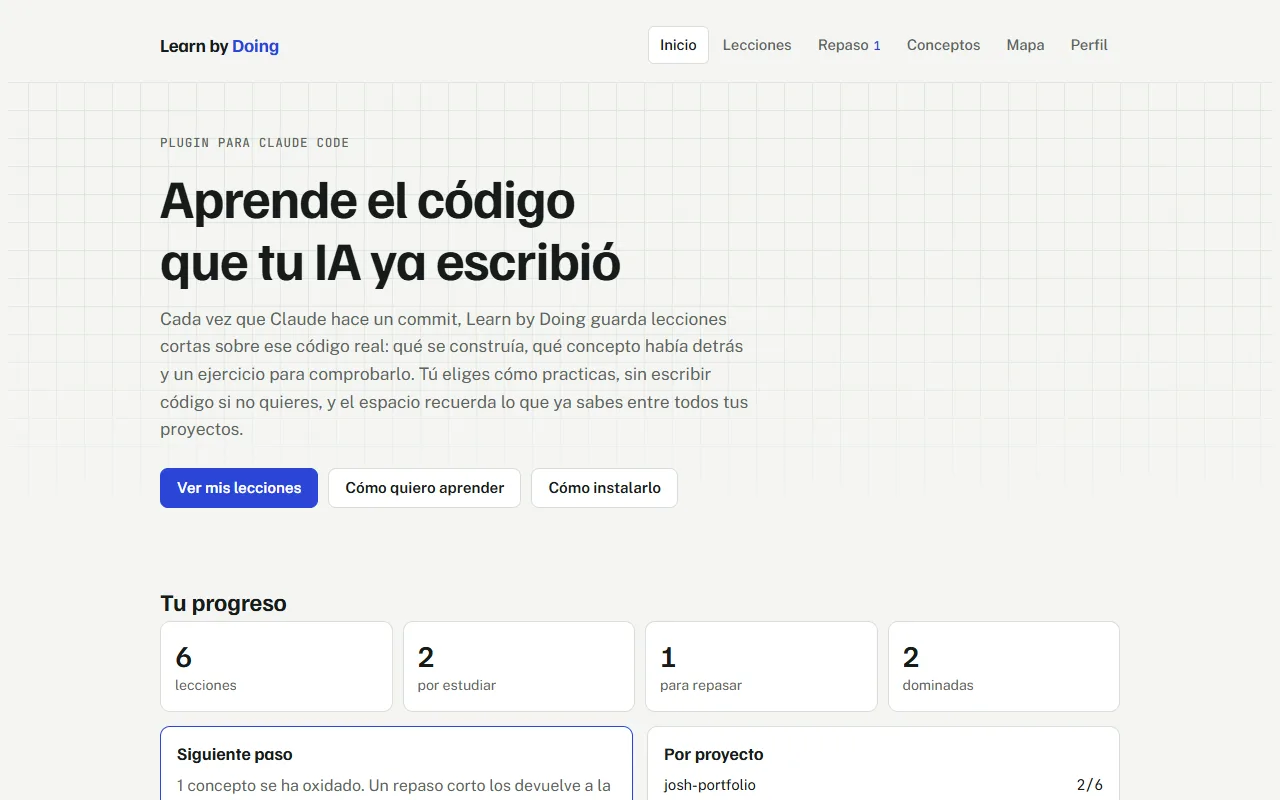 Learn by Doing
Inicio
Lecciones
Repaso 1
Conceptos
Mapa
Perfil
PLUGIN PARA CLAUDE CODE
Aprende el código
que tu IA ya escribió
Cada vez que Claude hace un commit, Learn by Doing guarda lecciones
cortas sobre ese código real: qué se construía, qué concepto había detrás
y un ejercicio para comprobarlo. Tú eliges cómo practicas, sin escribir
código si no quieres, y el espacio recuerda lo que ya sabes entre todos tus
proyectos.
Ver mis lecciones
Cómo quiero aprender
Cómo instalarlo
Tu progreso
6
lecciones
2
por estudiar
1
para repasar
2
dominadas
Siguiente paso
1 concepto se ha oxidado. Un repaso corto los devuelve a la
Por proyecto
josh-portfolio
2/6